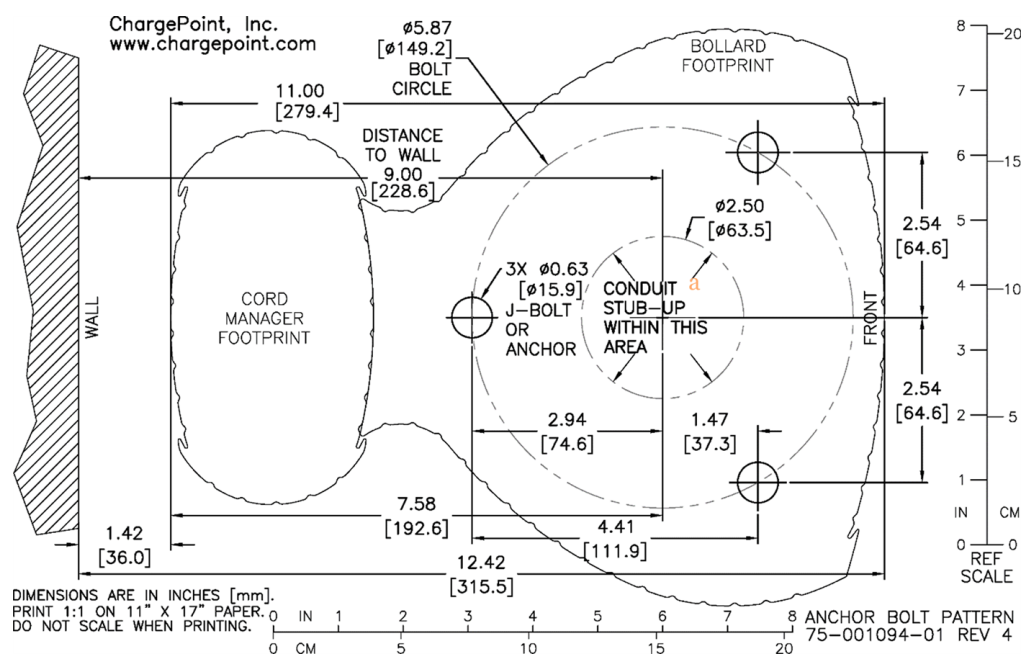 ChargePoint, Inc.
www.chargepoint.com
ø5.87
[ø149.2]
BOLT
CIRCLE
BOLLARD
FOOTPRINT
11.00
[279.4]
DISTANCE
TO WALL
9.00
[228.6]
ø2.50
[ø63.5]
2.54
[64.6]
3X ø0.63
[ø15.9]
J-BOLT
OR
ANCHOR
CONDUIT
STUB-UP
WITHIN THIS
AREA
a
CORD
MANAGER
FOOTPRINT
WALL
FRONT
2.54
[64.6]
2.94
[74.6]
1.47
[37.3]
7.58
[192.6]
4.41
[111.9]
1.42
[36.0]
12.42
[315.5]
8
7
6
5
4
3
2
1
0
IN
20
15
10
5
0
CM
REF
SCALE
DIMENSIONS ARE IN INCHES [mm].
PRINT 1:1 ON 11" X 17" PAPER.
DO NOT SCALE WHEN PRINTING.
0 IN 1 2 3 4 5 6 7 8
0 CM 5 10 15 20
ANCHOR BOLT PATTERN
75-001094-01 REV 4